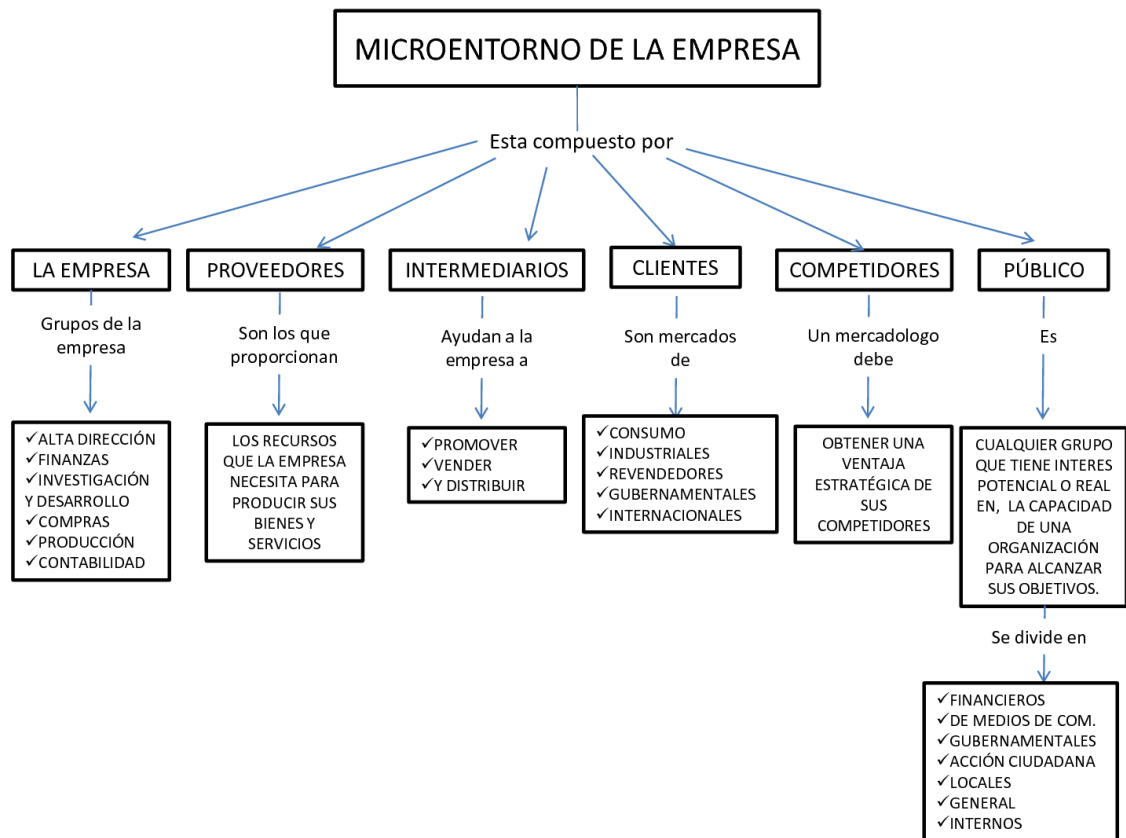 MICROENTORNO DE LA EMPRESA
Esta compuesto por
LA EMPRESA
Grupos de la
empresa
✓ALTA DIRECCIÓN
✓FINANZAS
✓INVESTIGACIÓN
Y DESARROLLO
✓COMPRAS
✓PRODUCCIÓN
✓CONTABILIDAD
PROVEEDORES
Son los que
proporcionan
LOS RECURSOS
QUE LA EMPRESA
NECESITA PARA
PRODUCIR SUS
BIENES Y
SERVICIOS
INTERMEDIARIOS
Ayudan a la
empresa a
✓PROMOVER
✓VENDER
✓Y DISTRIBUIR
CLIENTES
Son mercados
de
✓CONSUMO
✓INDUSTRIALES
✓REVENDEDORES
✓GUBERNAMENTALES
✓INTERNACIONALES
COMPETIDORES
Un mercadologo
debe
OBTENER UNA
VENTAJA
ESTRATÉGICA DE
SUS
COMPETIDORES
PÚBLICO
Es
CUALQUIER GRUPO
QUE TIENE INTERES
POTENCIAL O REAL
EN, LA CAPACIDAD
DE UNA
ORGANIZACIÓN
PARA ALCANZAR
SUS OBJETIVOS.
Se divide en
✓FINANCIEROS
✓DE MEDIOS DE COM.
✓GUBERNAMENTALES
✓ACCIÓN CIUDADANA
✓LOCALES
✓GENERAL
✓INTERNOS